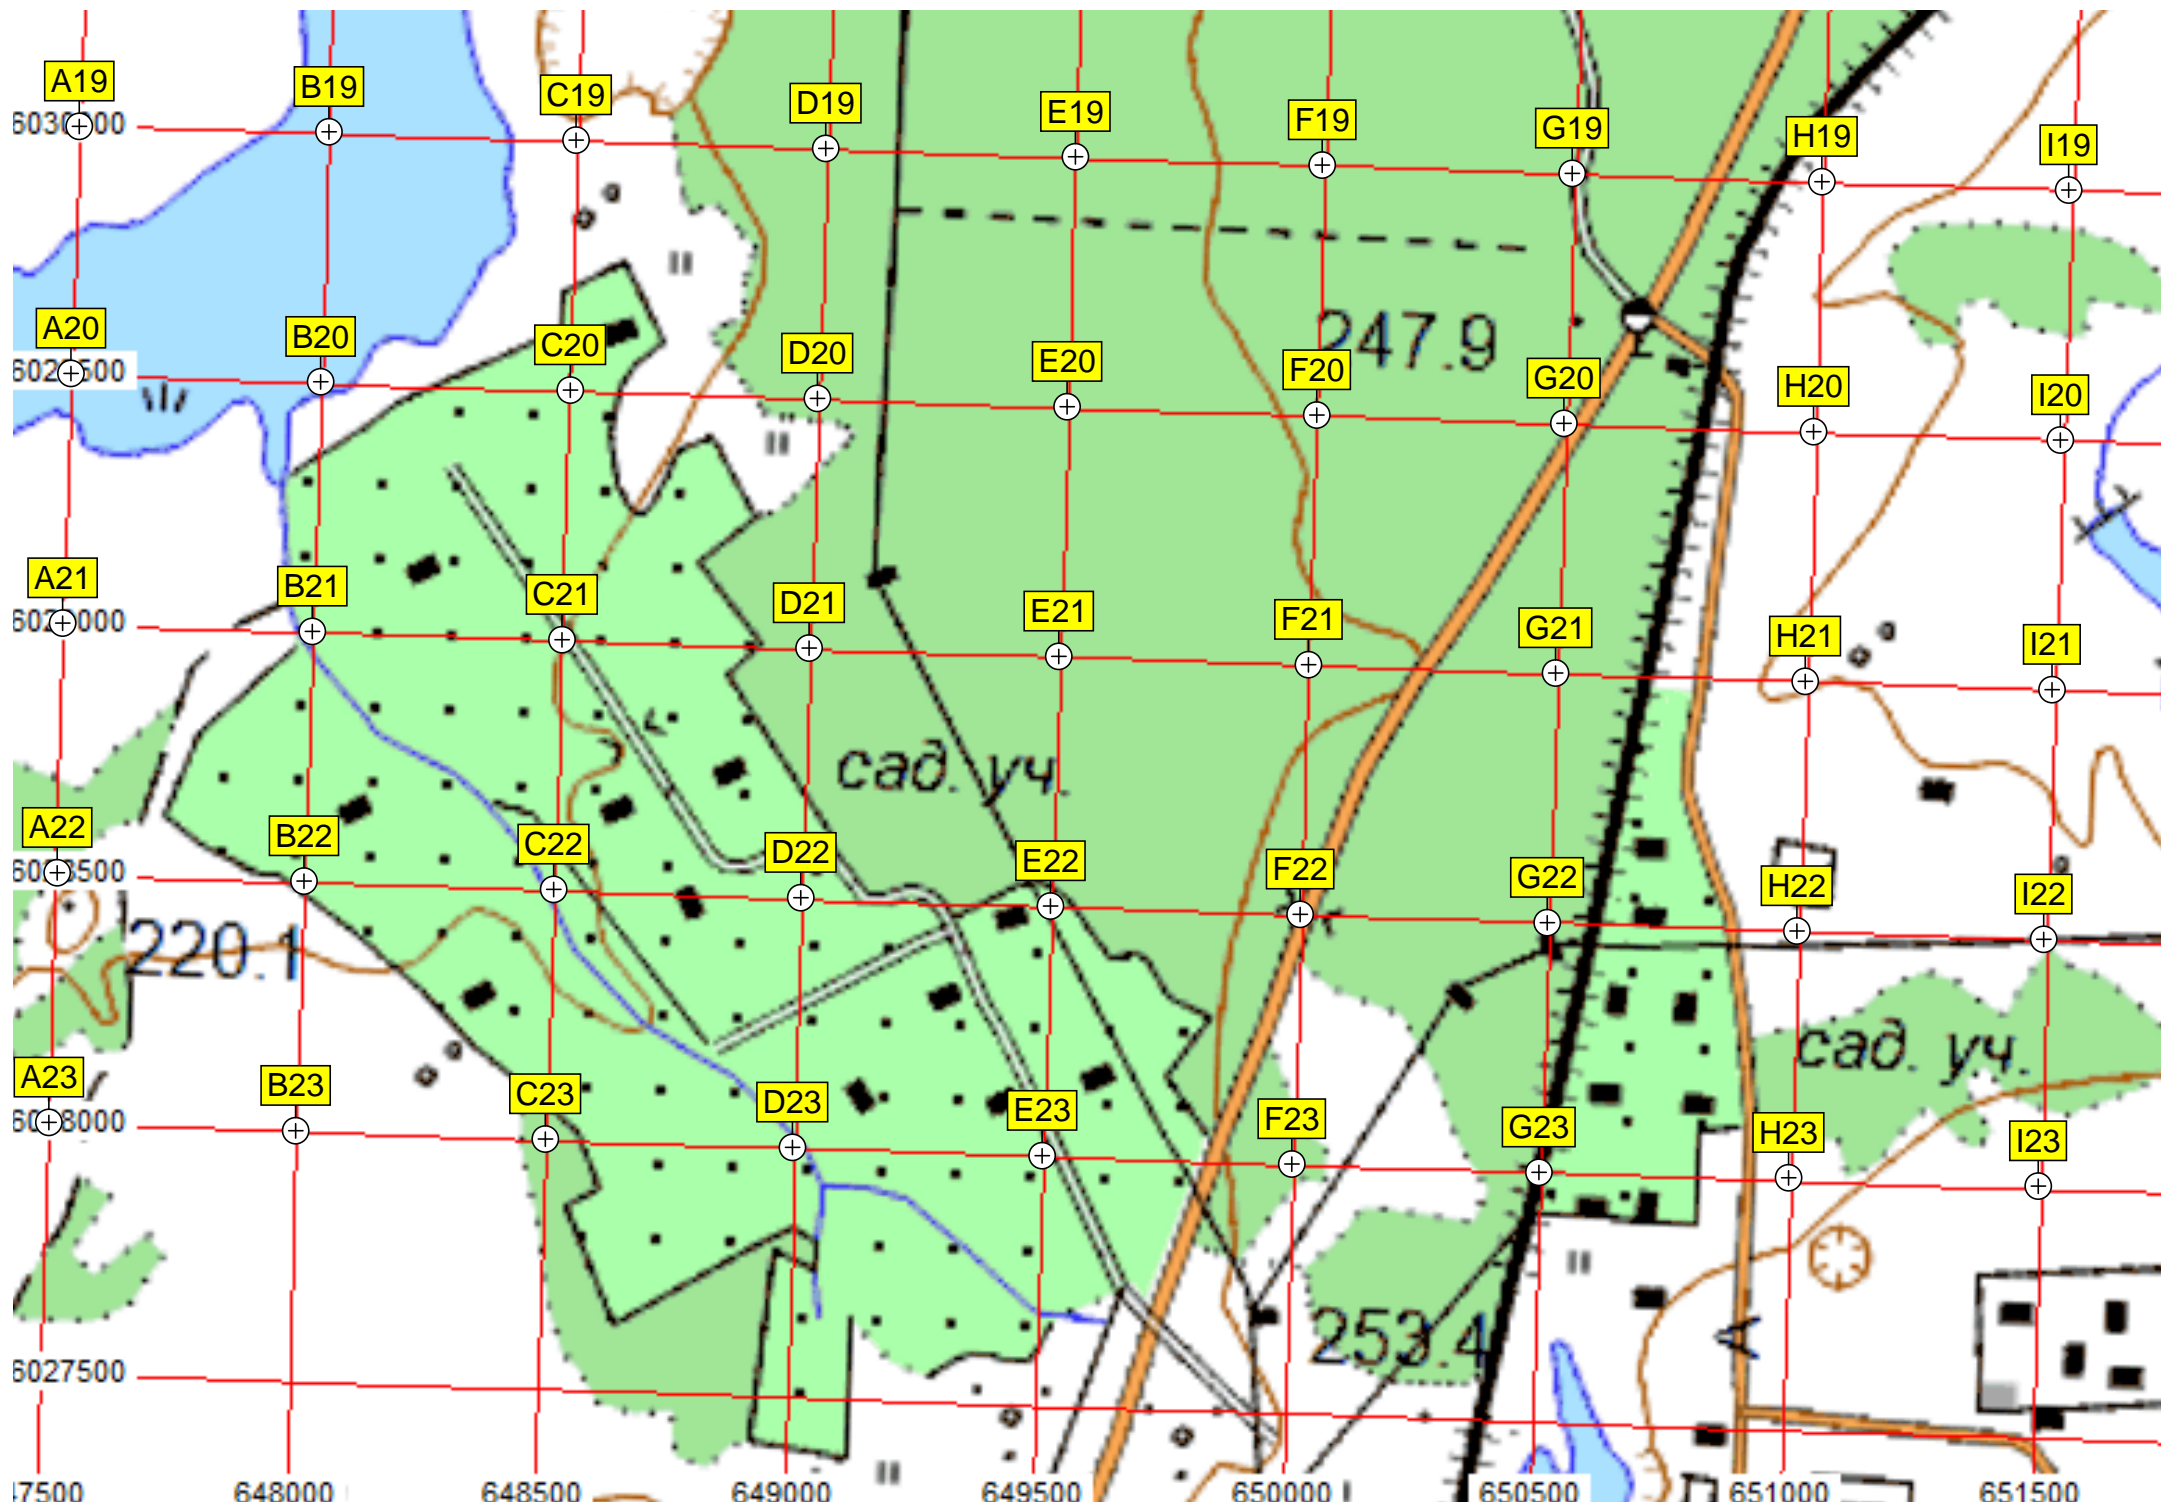 A19 B19 C19 D19 E19 F19 G19 H19 I19
247.9
A20 B20 C20 D20 E20 F20 G20 H20 I20
A21 B21 C21 D21 E21 F21 G21 H21 I21
сад. уч.
A22 B22 C22 D22 E22 F22 G22 H22 I22
220.1
сад. уч.
A23 B23 C23 D23 E23 F23 G23 H23 I23
253.4
6027500
А
648000 648500 649000 649500 650000 650500 651000 651500